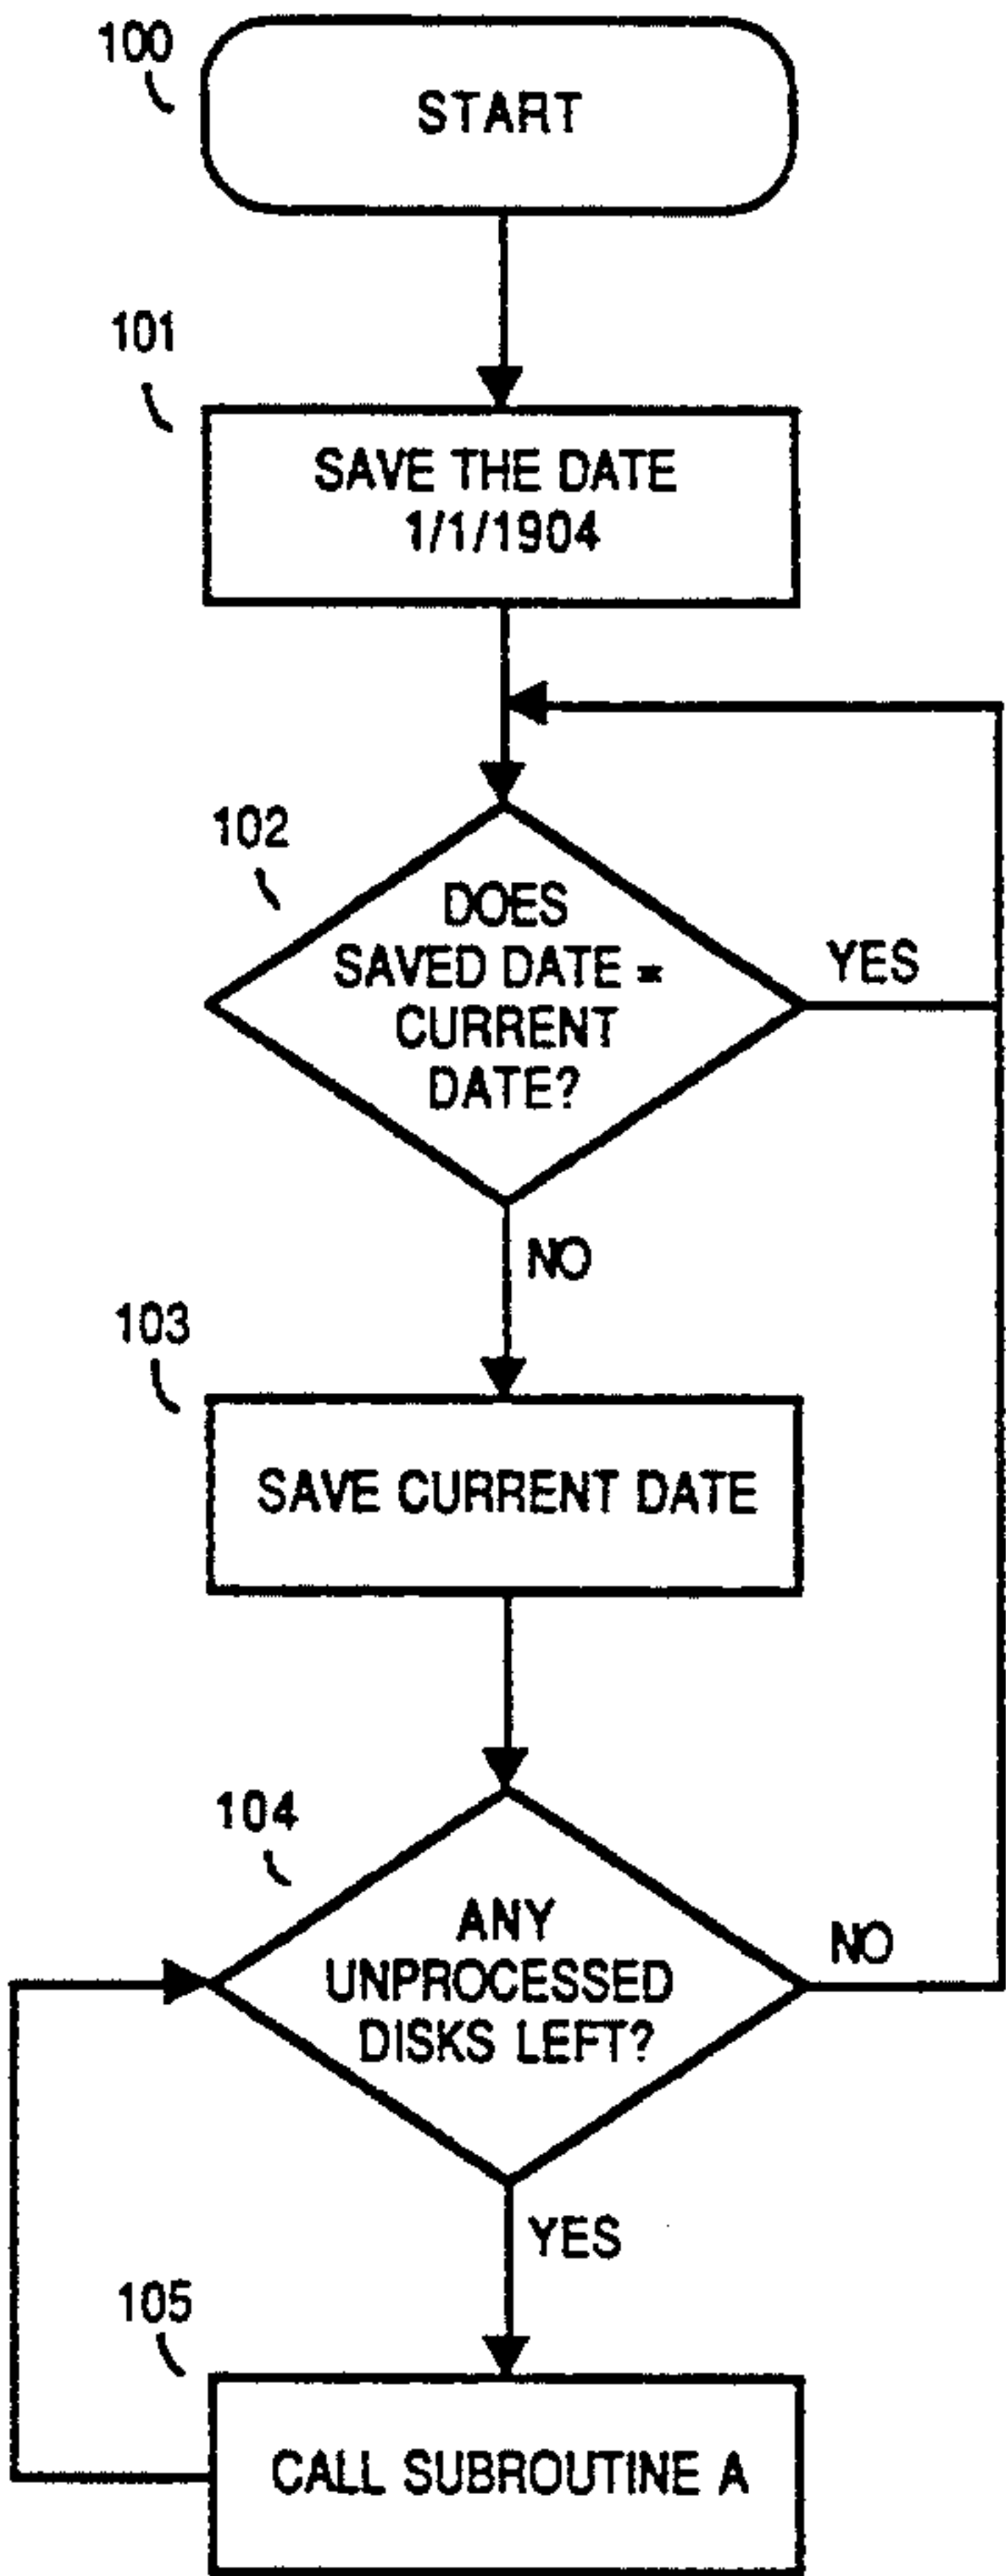 100
START
101
SAVE THE DATE
1/1/1904
102
DOES
SAVED DATE =
CURRENT
DATE?
YES
NO
103
SAVE CURRENT DATE
104
ANY
UNPROCESSED
DISKS LEFT?
NO
YES
105
CALL SUBROUTINE A